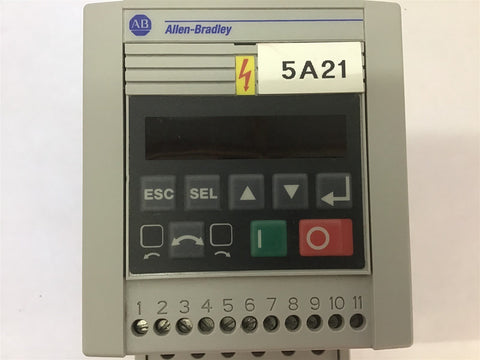 AB Allen-Bradley
5A21
ESC SEL
I O
1 2 3 4 5 6 7 8 9 10 11